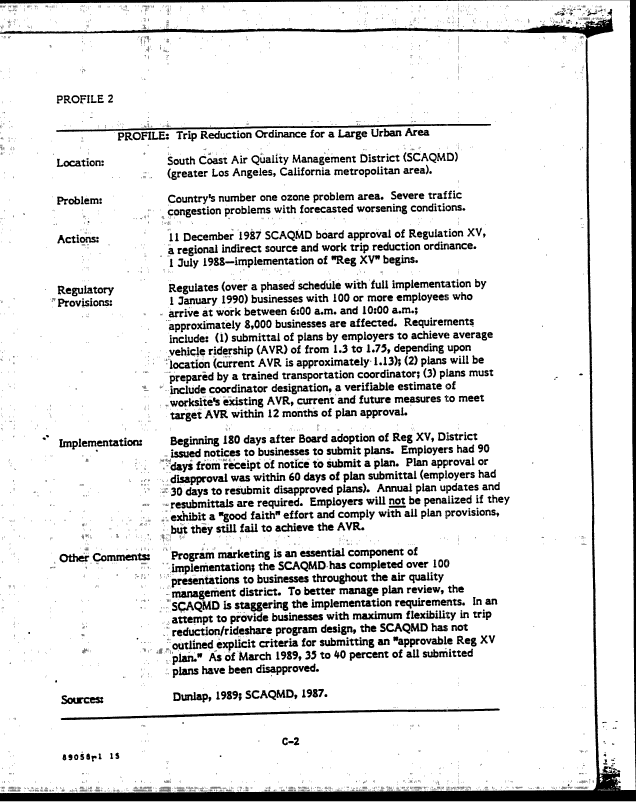 PROFILE 2
PROFILE: Trip Reduction Ordinance for a Large Urban Area
Location: South Coast Air Quality Management District (SCAQMD)
(greater Los Angeles, California metropolitan area).
Problem: Country's number one ozone problem area. Severe traffic
congestion problems with forecasted worsening conditions.
Actions: 11 December 1987 SCAQMD board approval of Regulation XV,
a regional indirect source and work trip reduction ordinance.
1 July 1988—implementation of "Reg XV" begins.
Regulatory Regulates (over a phased schedule with full implementation by
Provisions: 1 January 1990) businesses with 100 or more employees who
arrive at work between 6:00 a.m. and 10:00 a.m.;
approximately 8,000 businesses are affected. Requirements
include: (1) submittal of plans by employers to achieve average
vehicle ridership (AVR) of from 1.3 to 1.75, depending upon
location (current AVR is approximately 1.13); (2) plans will be
prepared by a trained transportation coordinator; (3) plans must
include coordinator designation, a verifiable estimate of
worksite's existing AVR, current and future measures to meet
target AVR within 12 months of plan approval.
Implementation: Beginning 180 days after Board adoption of Reg XV, District
issued notices to businesses to submit plans. Employers had 90
days from receipt of notice to submit a plan. Plan approval or
disapproval was within 60 days of plan submittal (employers had
30 days to resubmit disapproved plans). Annual plan updates and
resubmittals are required. Employers will not be penalized if they
exhibit a "good faith" effort and comply with all plan provisions,
but they still fail to achieve the AVR.
Other Comments: Program marketing is an essential component of
implementation; the SCAQMD has completed over 100
presentations to businesses throughout the air quality
management district. To better manage plan review, the
SCAQMD is staggering the implementation requirements. In an
attempt to provide businesses with maximum flexibility in trip
reduction/rideshare program design, the SCAQMD has not
outlined explicit criteria for submitting an "approvable Reg XV
plan." As of March 1989, 35 to 40 percent of all submitted
plans have been disapproved.
Sources: Dunlap, 1989; SCAQMD, 1987.
C-2
89058r1 15